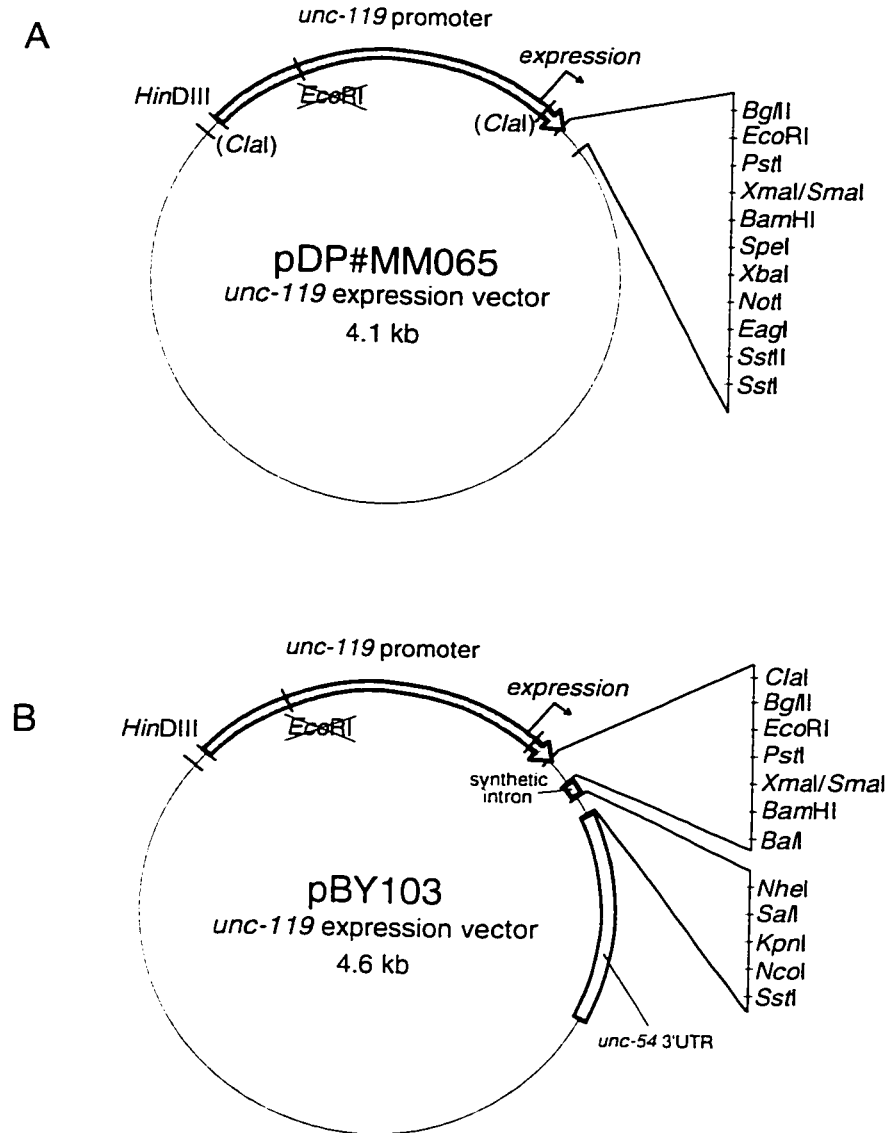 A
unc-119 promoter
expression
HinDIII
EcoRI
(ClaI)
(ClaI)
BglII
EcoRI
PstI
XmaI/SmaI
BamHI
SpeI
XbaI
NotI
EagI
SstII
SstI
pDP#MM065
unc-119 expression vector
4.1 kb
B
unc-119 promoter
expression
HinDIII
EcoRI
synthetic
intron
ClaI
BglII
EcoRI
PstI
XmaI/SmaI
BamHI
BalI
NheI
SalI
KpnI
NcoI
SstI
pBY103
unc-119 expression vector
4.6 kb
unc-54 3'UTR